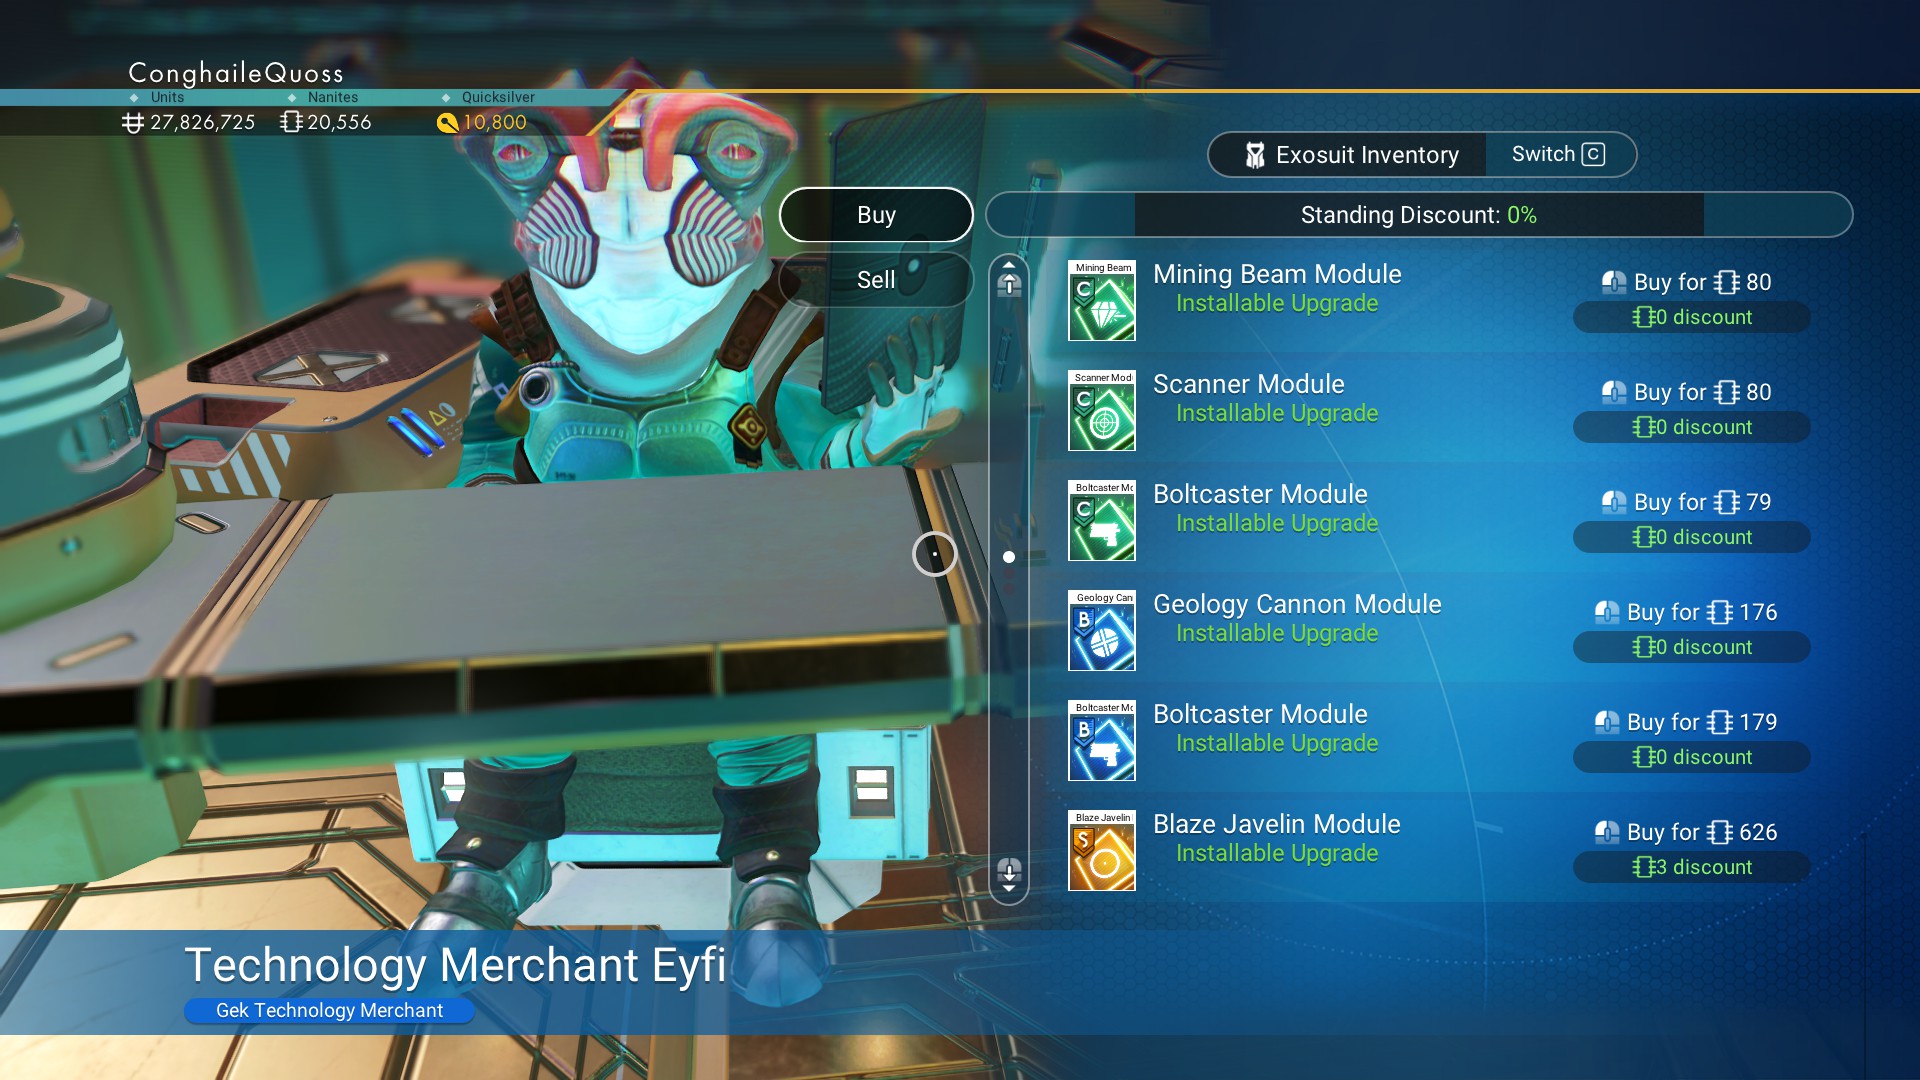 ConghaileQuoss
Units Nanites Quicksilver
27,826,725 20,556 10,800
Exosuit Inventory Switch C
Buy
Standing Discount: 0%
Sell
Mining Beam
C
Mining Beam Module
Installable Upgrade
Buy for 80
0 discount
Scanner Mod
C
Scanner Module
Installable Upgrade
Buy for 80
0 discount
Boltcaster Mo
C
Boltcaster Module
Installable Upgrade
Buy for 79
0 discount
Geology Can
B
Geology Cannon Module
Installable Upgrade
Buy for 176
0 discount
Boltcaster Mo
B
Boltcaster Module
Installable Upgrade
Buy for 179
0 discount
Blaze Javelin
S
Blaze Javelin Module
Installable Upgrade
Buy for 626
3 discount
Technology Merchant Eyfi
Gek Technology Merchant